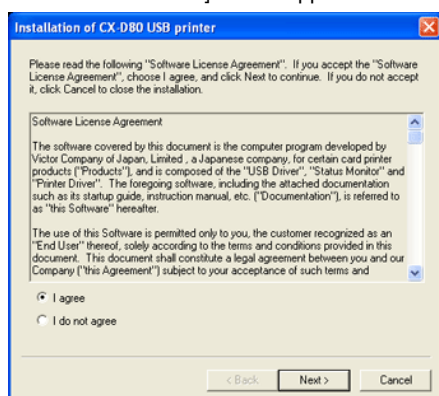 Installation of CX-D80 USB printer
Please read the following "Software License Agreement". If you accept the "Software
License Agreement", choose I agree, and click Next to continue. If you do not accept
it, click Cancel to close the installation.
Software License Agreement
The software covered by this document is the computer program developed by
Victor Company of Japan, Limited , a Japanese company, for certain card printer
products ("Products"), and is composed of the "USB Driver", "Status Monitor" and
"Printer Driver". The foregoing software, including the attached documentation
such as its startup guide, instruction manual, etc. ("Documentation"), is referred to
as "this Software" hereafter.
The use of this Software is permitted only to you, the customer recognized as an
"End User" thereof, solely according to the terms and conditions provided in this
document. This document shall constitute a legal agreement between you and our
Company ("this Agreement") subject to your acceptance of such terms and
I agree
I do not agree
< Back
Next >
Cancel